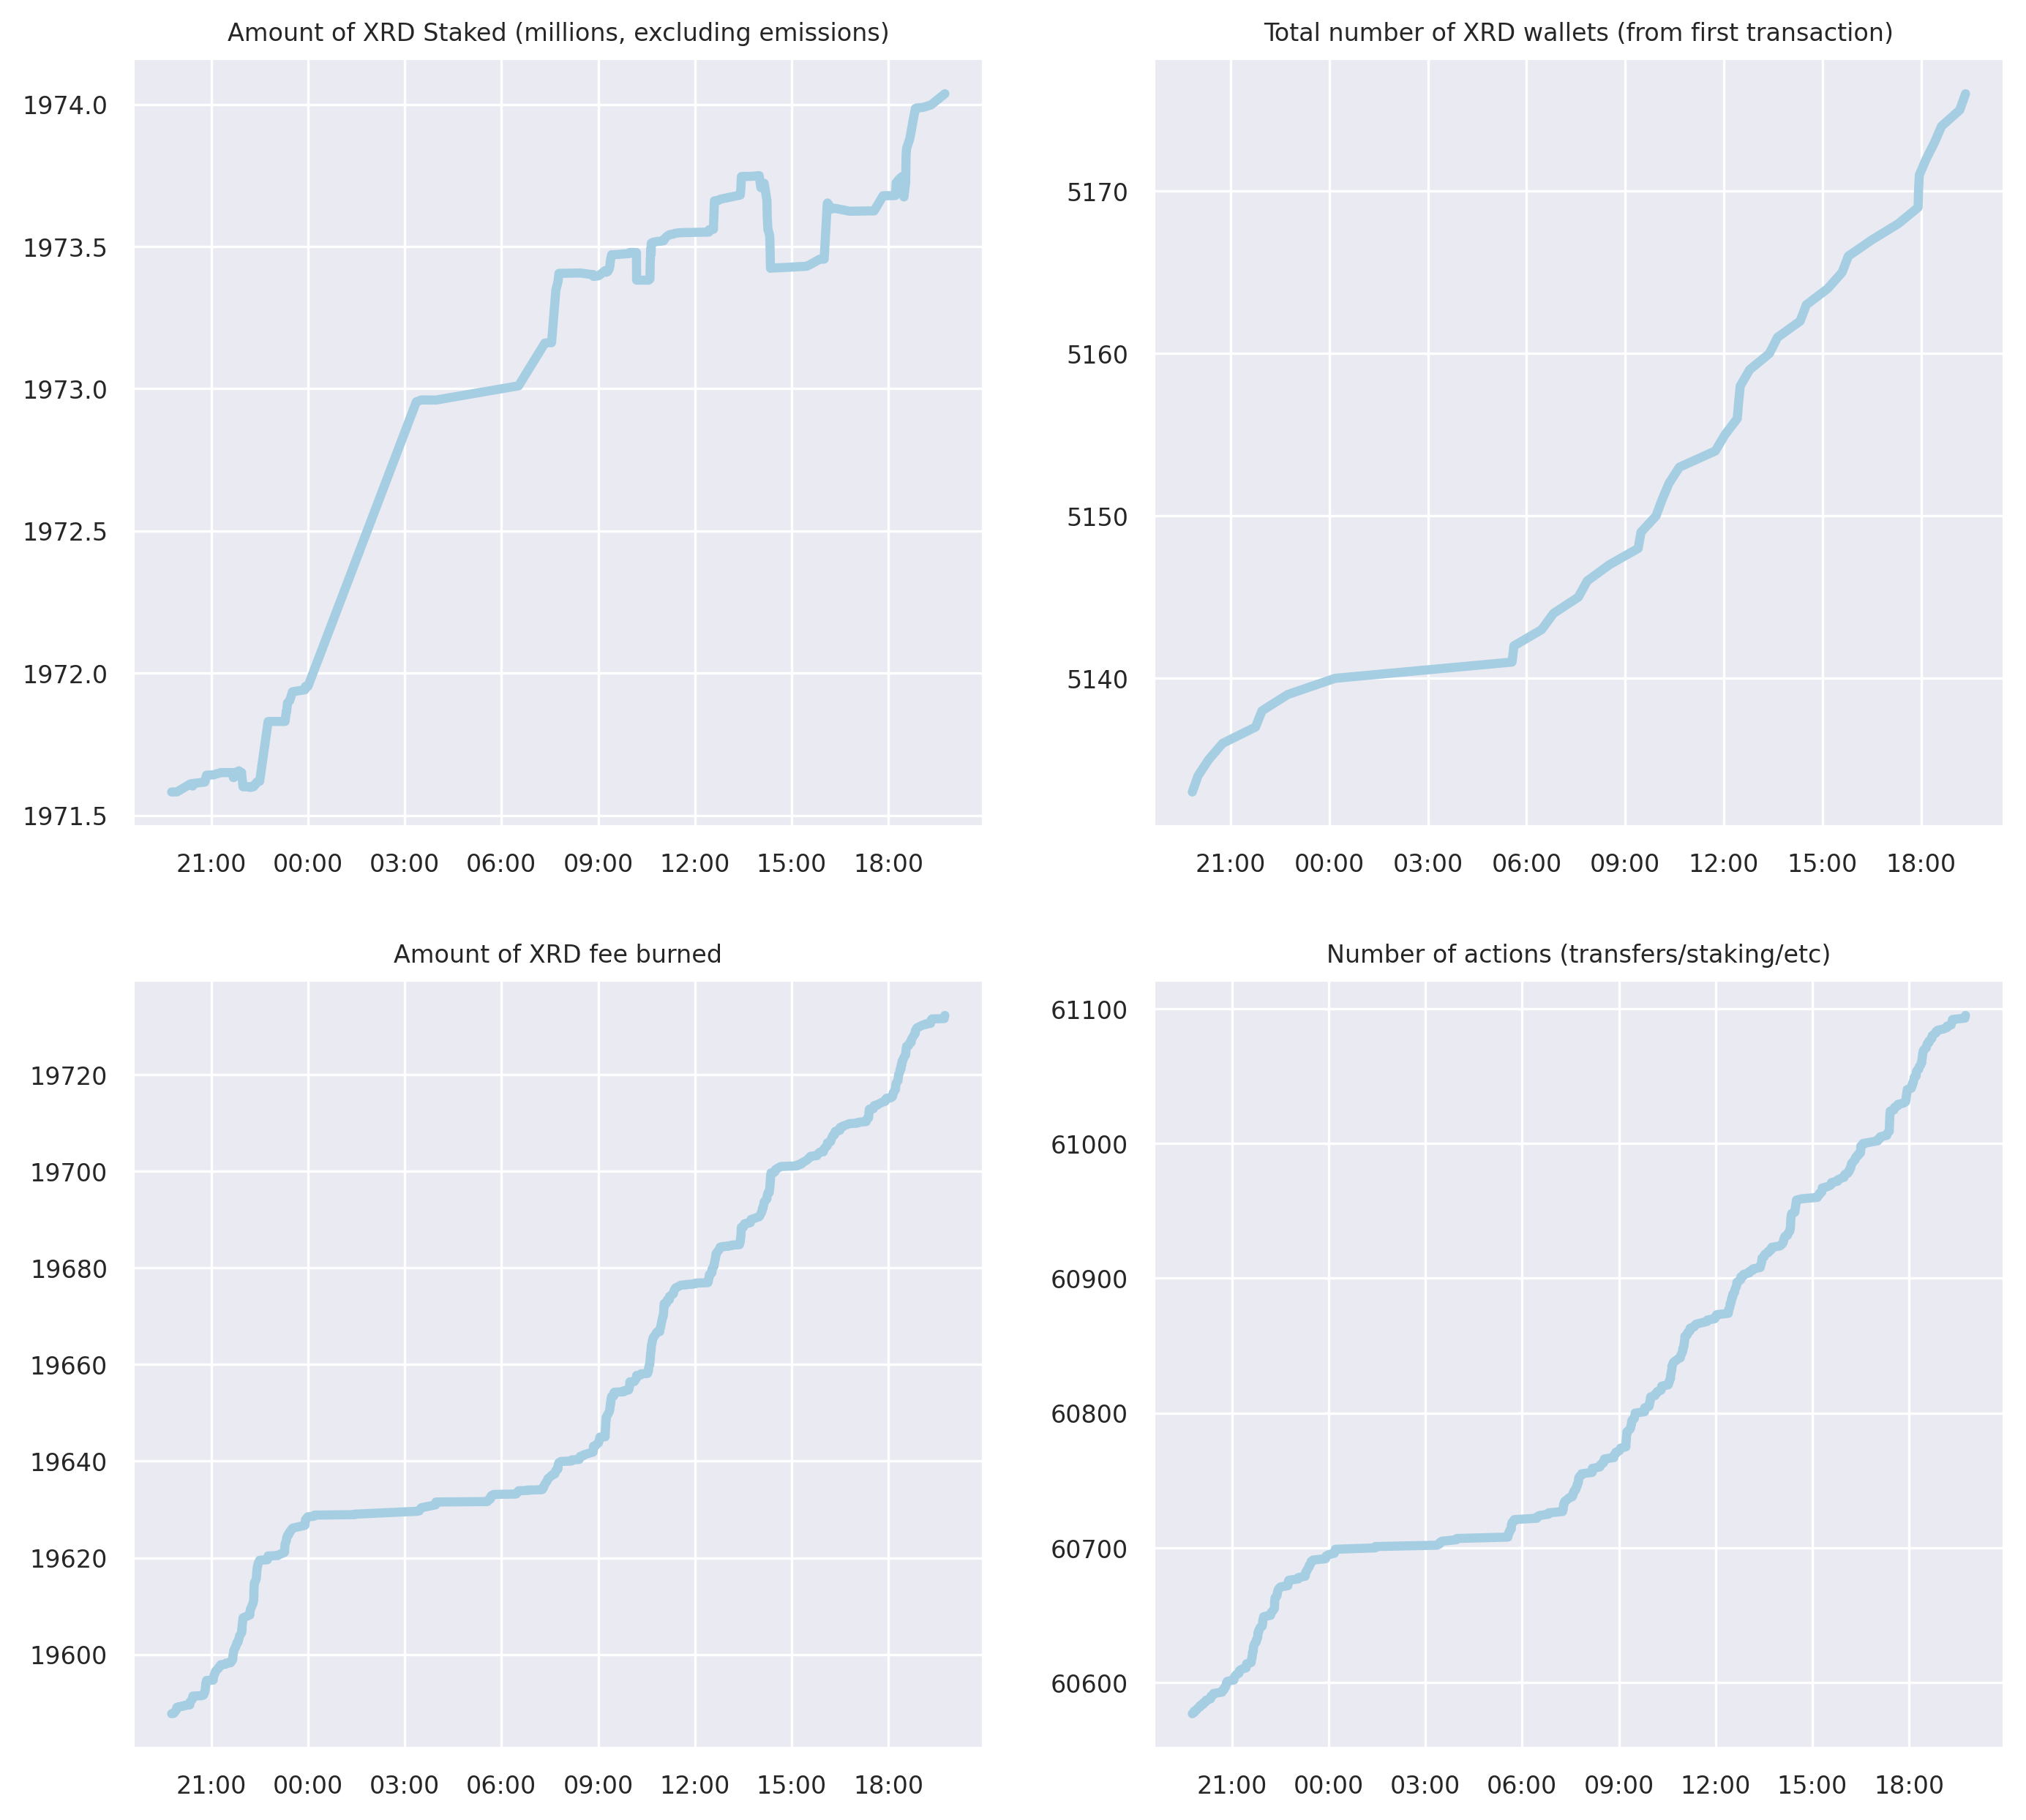 Amount of XRD Staked (millions, excluding emissions)
1974.0
1973.5
1973.0
1972.5
1972.0
1971.5
21:00 00:00 03:00 06:00 09:00 12:00 15:00 18:00
Total number of XRD wallets (from first transaction)
5170
5160
5150
5140
21:00 00:00 03:00 06:00 09:00 12:00 15:00 18:00
Amount of XRD fee burned
19720
19700
19680
19660
19640
19620
19600
21:00 00:00 03:00 06:00 09:00 12:00 15:00 18:00
Number of actions (transfers/staking/etc)
61100
61000
60900
60800
60700
60600
21:00 00:00 03:00 06:00 09:00 12:00 15:00 18:00